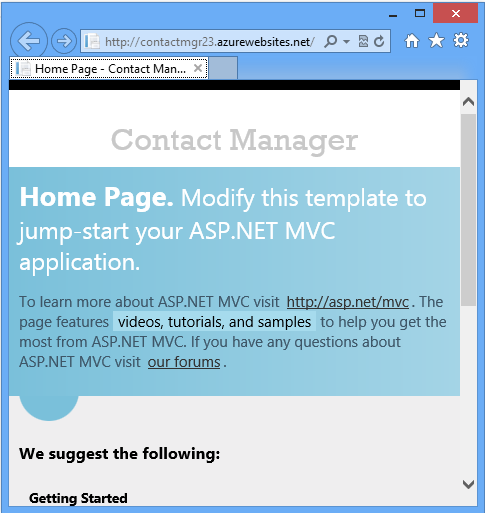 http://contactmgr23.azurewebsites.net/
Home Page - Contact Man...
Contact Manager
Home Page. Modify this template to
jump-start your ASP.NET MVC
application.
To learn more about ASP.NET MVC visit http://asp.net/mvc . The
page features videos, tutorials, and samples to help you get the
most from ASP.NET MVC. If you have any questions about
ASP.NET MVC visit our forums .
We suggest the following:
Getting Started